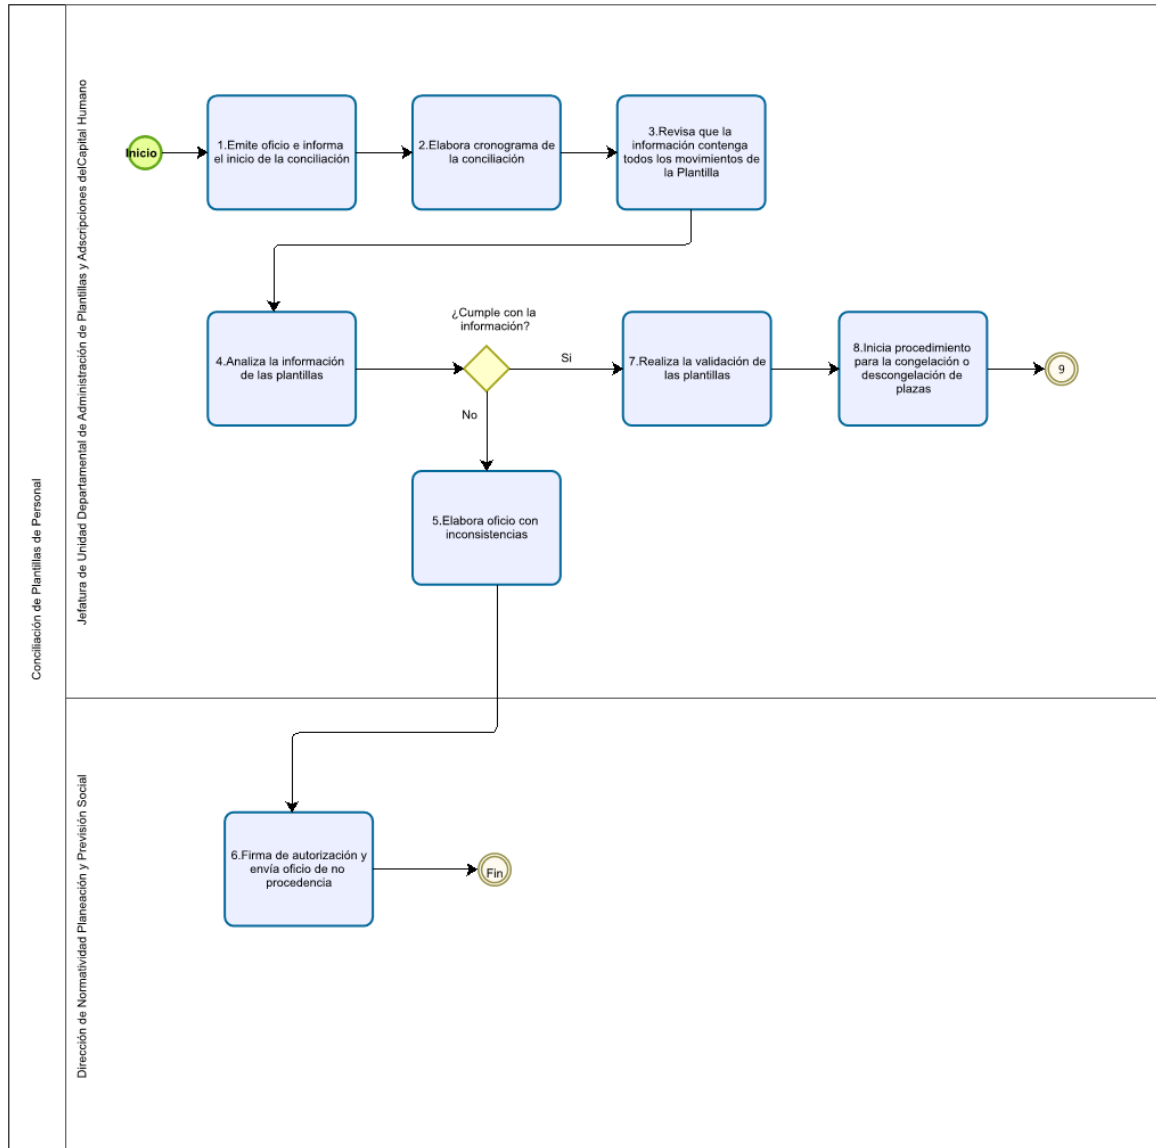 Conciliación de Plantillas de Personal
Jefatura de Unidad Departamental de Administración de Plantillas y Adscripciones delCapital Humano
Inicio
1.Emite oficio e informa
el inicio de la conciliación
2.Elabora cronograma de
la conciliación
3.Revisa que la
información contenga
todos los movimientos de
la Plantilla
4.Analiza la información
de las plantillas
¿Cumple con la
información?
Si
No
7.Realiza la validación de
las plantillas
8.Inicia procedimiento
para la congelación o
descongelación de
plazas
9
5.Elabora oficio con
inconsistencias
Dirección de Normatividad Planeación y Previsión Social
6.Firma de autorización y
envía oficio de no
procedencia
Fin